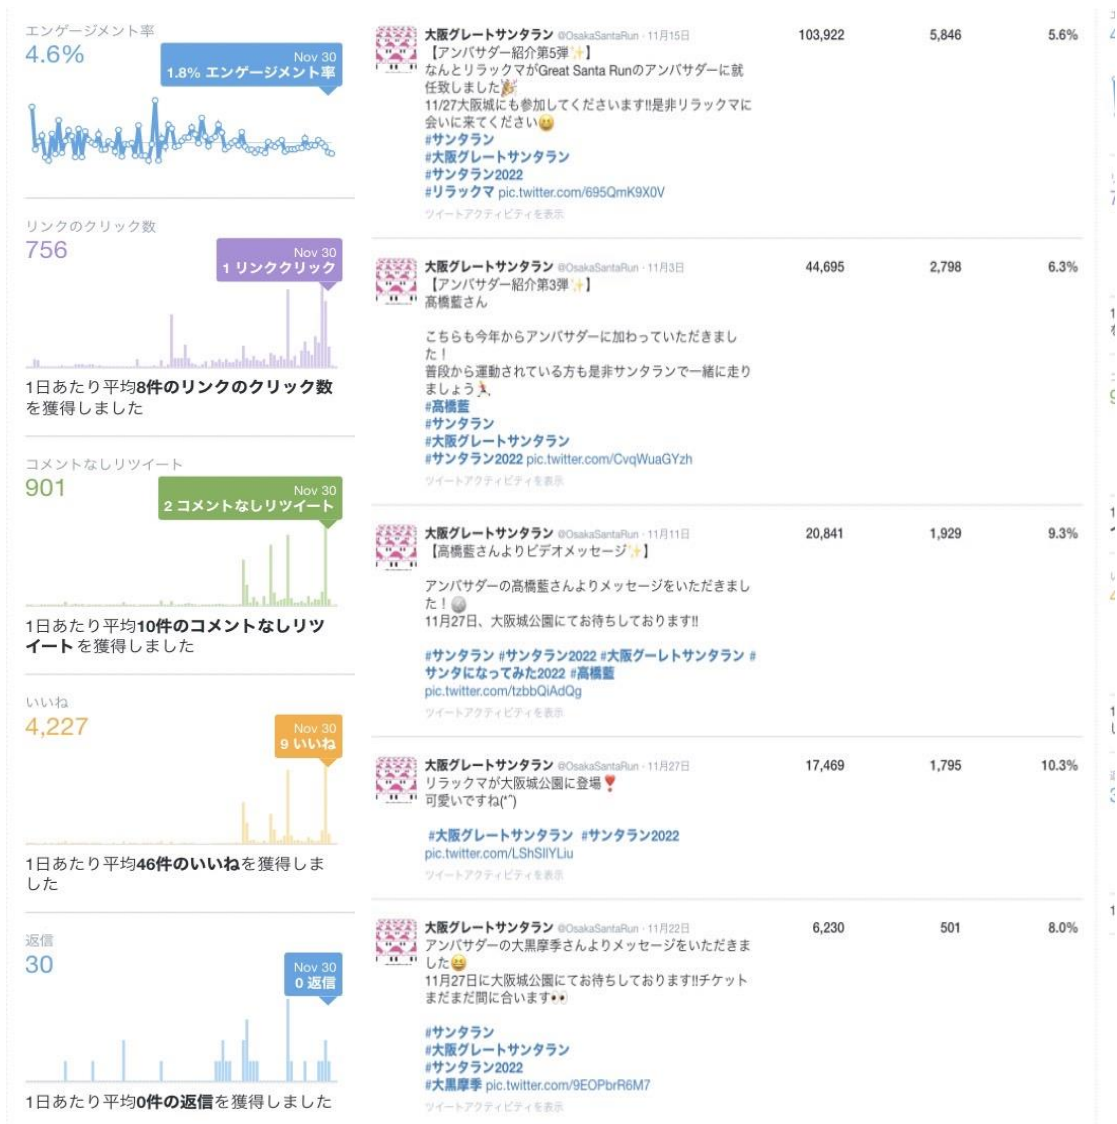 エンゲージメント率
4.6%
Nov 30
1.8% エンゲージメント率
リンクのクリック数
756
Nov 30
1 リンククリック
1日あたり平均8件のリンクのクリック数
を獲得しました
コメントなしリツイート
901
Nov 30
2 コメントなしリツイート
1日あたり平均10件のコメントなしリツ
イートを獲得しました
いいね
4,227
Nov 30
9 いいね
1日あたり平均46件のいいねを獲得しま
した
返信
30
Nov 30
0 返信
1日あたり平均0件の返信を獲得しました
大阪グレートサンタラン @OsakaSantaRun · 11月15日 103,922 5,846 5.6%
【アンバサダー紹介第5弾✨】
なんとリラックマがGreat Santa Runのアンバサダーに就
任致しました🎉
11/27大阪城にも参加してくださいます!!是非リラックマに
会いに来てください😀
#サンタラン
#大阪グレートサンタラン
#サンタラン2022
#リラックマ pic.twitter.com/695QmK9X0V
ツイートアクティビティを表示
大阪グレートサンタラン @OsakaSantaRun · 11月3日 44,695 2,798 6.3%
【アンバサダー紹介第3弾✨】
髙橋藍さん
こちらも今年からアンバサダーに加わっていただきまし
た！
普段から運動されている方も是非サンタランで一緒に走り
ましょう🏃
#髙橋藍
#サンタラン
#大阪グレートサンタラン
#サンタラン2022 pic.twitter.com/CvqWuaGYzh
ツイートアクティビティを表示
大阪グレートサンタラン @OsakaSantaRun · 11月11日 20,841 1,929 9.3%
【髙橋藍さんよりビデオメッセージ✨】
アンバサダーの髙橋藍さんよりメッセージをいただきまし
た！🏐
11月27日、大阪城公園にてお待ちしております!!
#サンタラン #サンタラン2022 #大阪グーレトサンタラン #
サンタになってみた2022 #髙橋藍
pic.twitter.com/tzbbQiAdQg
ツイートアクティビティを表示
大阪グレートサンタラン @OsakaSantaRun · 11月27日 17,469 1,795 10.3%
リラックマが大阪城公園に登場❣️
可愛いですね(*ˆ)
#大阪グレートサンタラン #サンタラン2022
pic.twitter.com/LShSIlYLiu
ツイートアクティビティを表示
大阪グレートサンタラン @OsakaSantaRun · 11月22日 6,230 501 8.0%
アンバサダーの大黒摩季さんよりメッセージをいただきま
した😆
11月27日に大阪城公園にてお待ちしております!!チケット
まだまだ間に合います👀
#サンタラン
#大阪グレートサンタラン
#サンタラン2022
#大黒摩季 pic.twitter.com/9EOPbrR6M7
ツイートアクティビティを表示